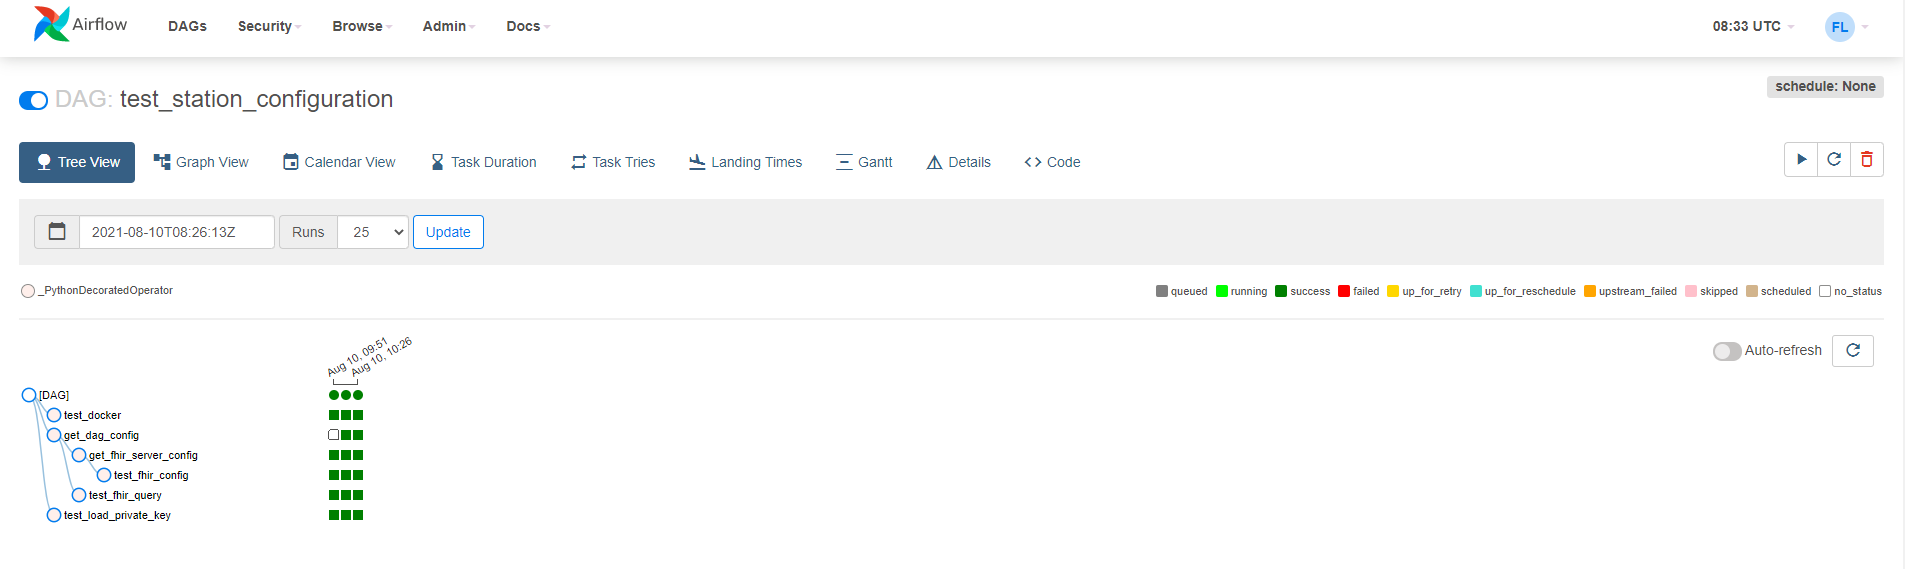 Airflow DAGs Security Browse Admin Docs 08:33 UTC FL
DAG: test_station_configuration schedule: None
Tree View Graph View Calendar View Task Duration Task Tries Landing Times Gantt Details Code
2021-08-10T08:26:13Z Runs 25 Update
_PythonDecoratedOperator queued running success failed up_for_retry up_for_reschedule upstream_failed skipped scheduled no_status
Aug 10, 09:51
Aug 10, 10:26
Auto-refresh
[DAG]
test_docker
get_dag_config
get_fhir_server_config
test_fhir_config
test_fhir_query
test_load_private_key